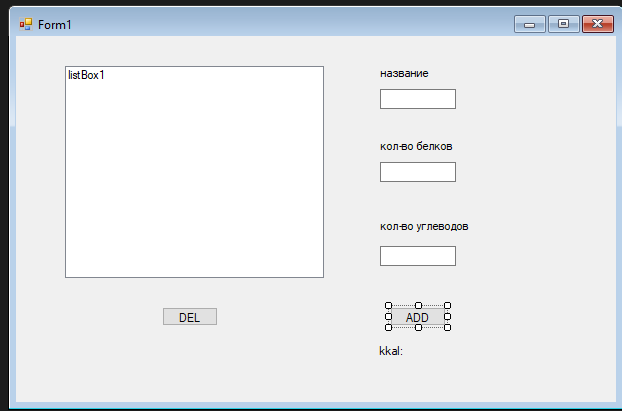 Form1
listBox1
название
кол-во белков
кол-во углеводов
DEL
ADD
kkal: